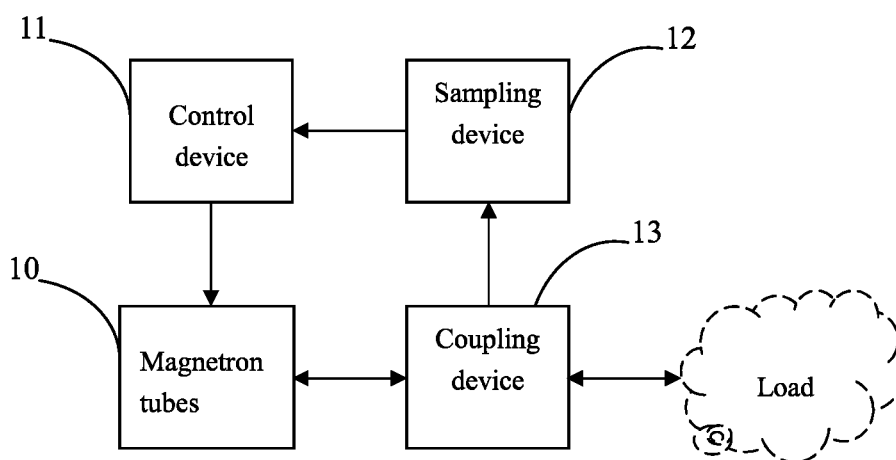 11
Control
device
Sampling
device
12
10
Magnetron
tubes
Coupling
device
13
Load